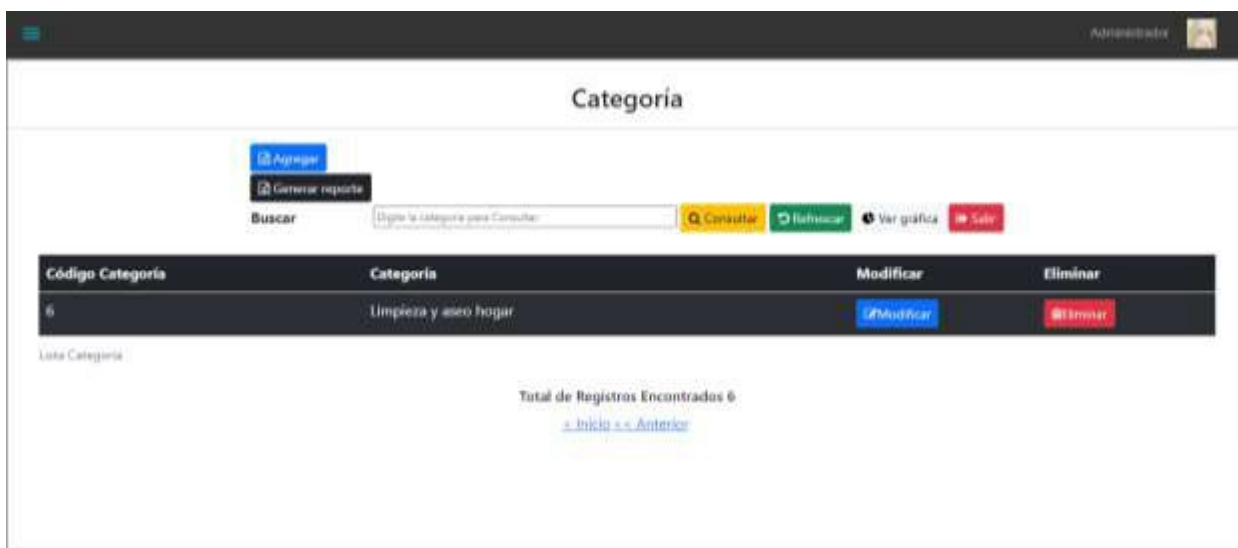 Administrador
Categoría
Agregar
Generar reporte
Buscar Digite la categoria para Consultar Consultar Refrescar Ver gráfica Salir
Código Categoría Categoría Modificar Eliminar
6 Limpieza y aseo hogar Modificar Eliminar
Lista Categoria
Total de Registros Encontrados 6
< Inicio << Anterior